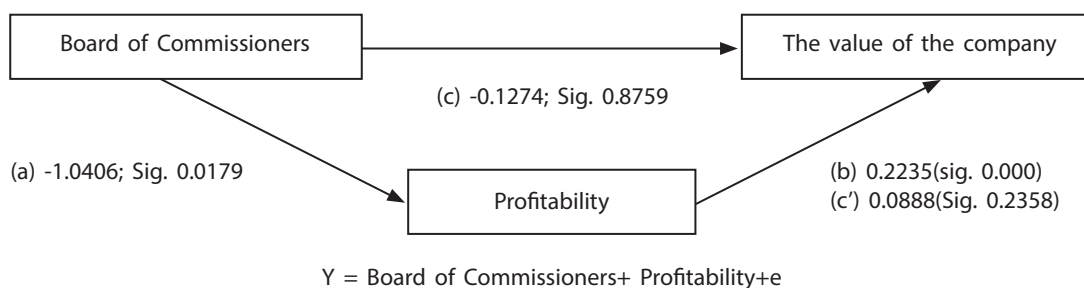 Board of Commissioners
The value of the company
(c) -0.1274; Sig. 0.8759
(a) -1.0406; Sig. 0.0179
(b) 0.2235(sig. 0.000)
(c’) 0.0888(Sig. 0.2358)
Profitability
Y = Board of Commissioners+ Profitability+e